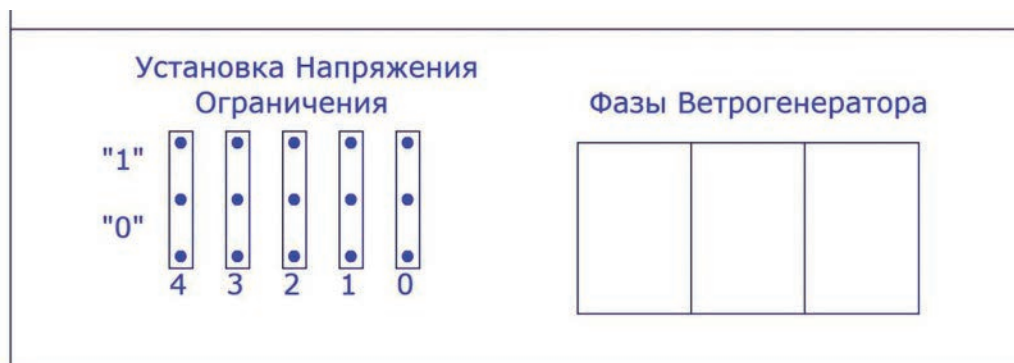 Установка Напряжения
Ограничения
Фазы Ветрогенератора
"1"
"0"
4 3 2 1 0